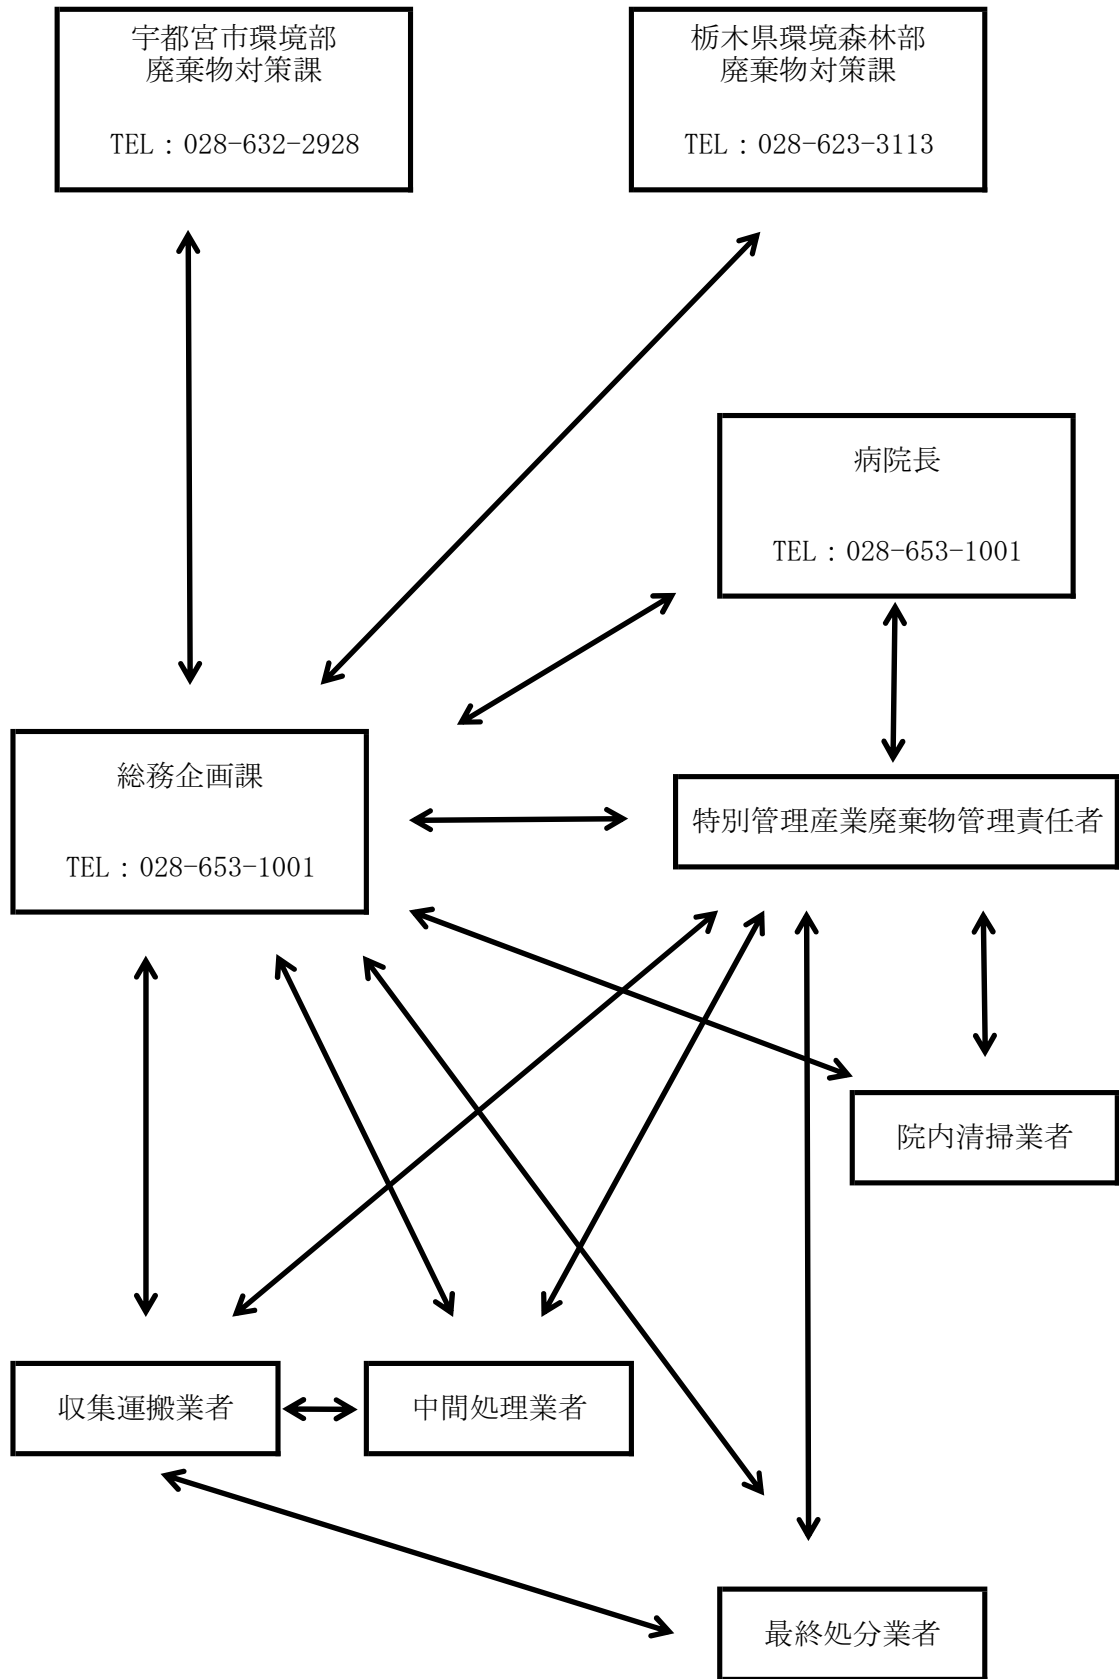 宇都宮市環境部
廃棄物対策課
TEL：028-632-2928
栃木県環境森林部
廃棄物対策課
TEL：028-623-3113
病院長
TEL：028-653-1001
総務企画課
TEL：028-653-1001
特別管理産業廃棄物管理責任者
院内清掃業者
収集運搬業者
中間処理業者
最終処分業者